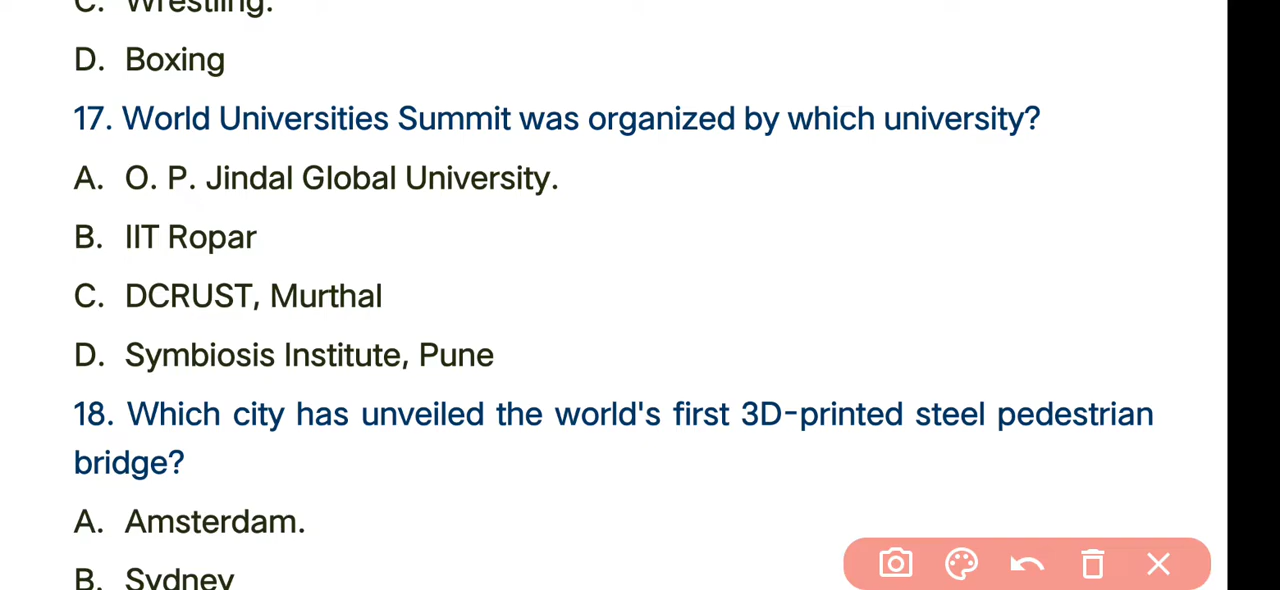 C. Wrestling.
D. Boxing
17. World Universities Summit was organized by which university?
A. O. P. Jindal Global University.
B. IIT Ropar
C. DCRUST, Murthal
D. Symbiosis Institute, Pune
18. Which city has unveiled the world's first 3D-printed steel pedestrian
bridge?
A. Amsterdam.
B. Sydney